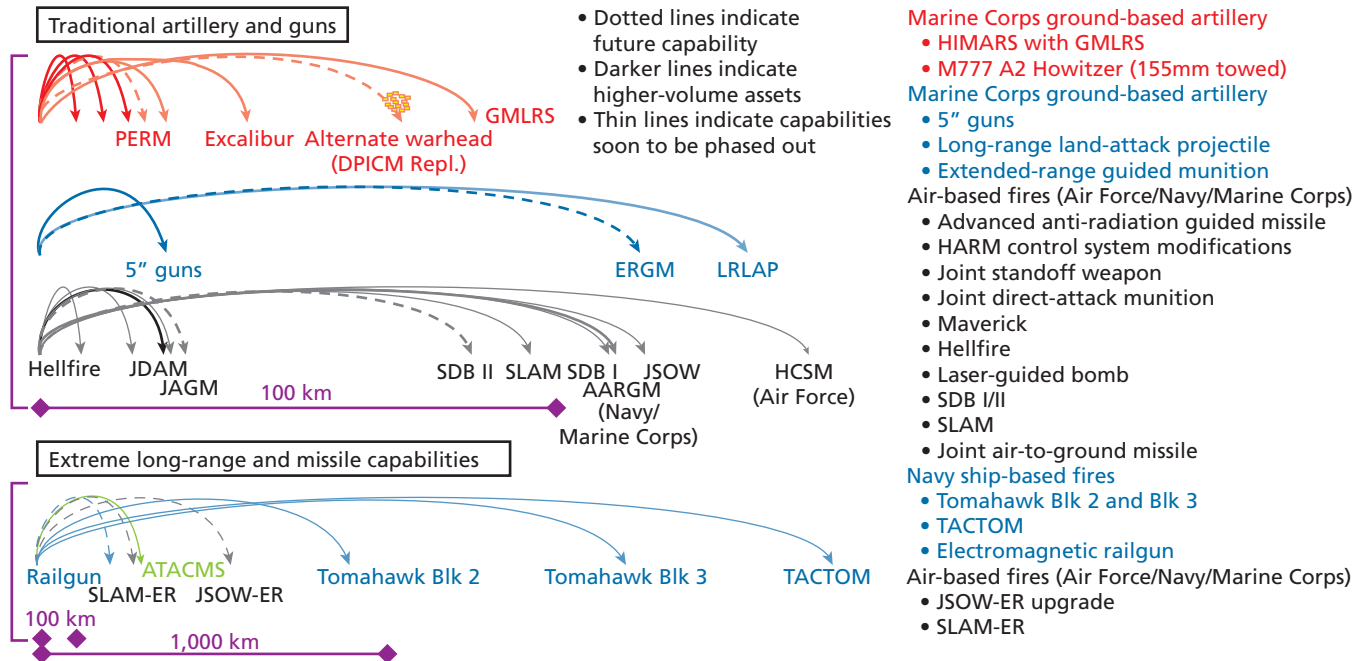 Traditional artillery and guns
• Dotted lines indicate
future capability
• Darker lines indicate
higher-volume assets
• Thin lines indicate capabilities
soon to be phased out
PERM
Excalibur
Alternate warhead
(DPICM Repl.)
GMLRS
5” guns
ERGM
LRLAP
Hellfire
JDAM
JAGM
SDB II
SLAM
SDB I
JSOW
AARGM
(Navy/
Marine Corps)
HCSM
(Air Force)
100 km
Extreme long-range and missile capabilities
Railgun
ATACMS
SLAM-ER
JSOW-ER
Tomahawk Blk 2
Tomahawk Blk 3
TACTOM
100 km
1,000 km
Marine Corps ground-based artillery
• HIMARS with GMLRS
• M777 A2 Howitzer (155mm towed)
Marine Corps ground-based artillery
• 5” guns
• Long-range land-attack projectile
• Extended-range guided munition
Air-based fires (Air Force/Navy/Marine Corps)
• Advanced anti-radiation guided missile
• HARM control system modifications
• Joint standoff weapon
• Joint direct-attack munition
• Maverick
• Hellfire
• Laser-guided bomb
• SDB I/II
• SLAM
• Joint air-to-ground missile
Navy ship-based fires
• Tomahawk Blk 2 and Blk 3
• TACTOM
• Electromagnetic railgun
Air-based fires (Air Force/Navy/Marine Corps)
• JSOW-ER upgrade
• SLAM-ER